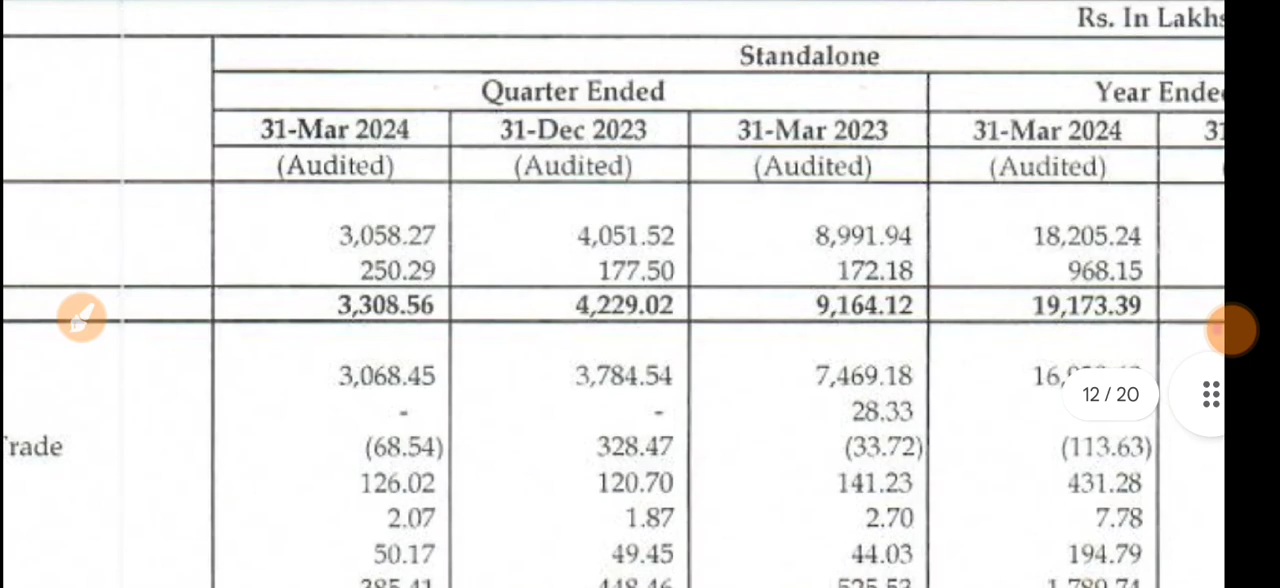 Rs. In Lakhs
Standalone
Quarter Ended Year Ende
31-Mar 2024 31-Dec 2023 31-Mar 2023 31-Mar 2024 31
(Audited) (Audited) (Audited) (Audited) (
3,058.27 4,051.52 8,991.94 18,205.24
250.29 177.50 172.18 968.15
3,308.56 4,229.02 9,164.12 19,173.39
3,068.45 3,784.54 7,469.18 16,
12 / 20
- - 28.33
rade (68.54) 328.47 (33.72) (113.63)
126.02 120.70 141.23 431.28
2.07 1.87 2.70 7.78
50.17 49.45 44.03 194.79
385.41 448.46 525.53 1,789.74